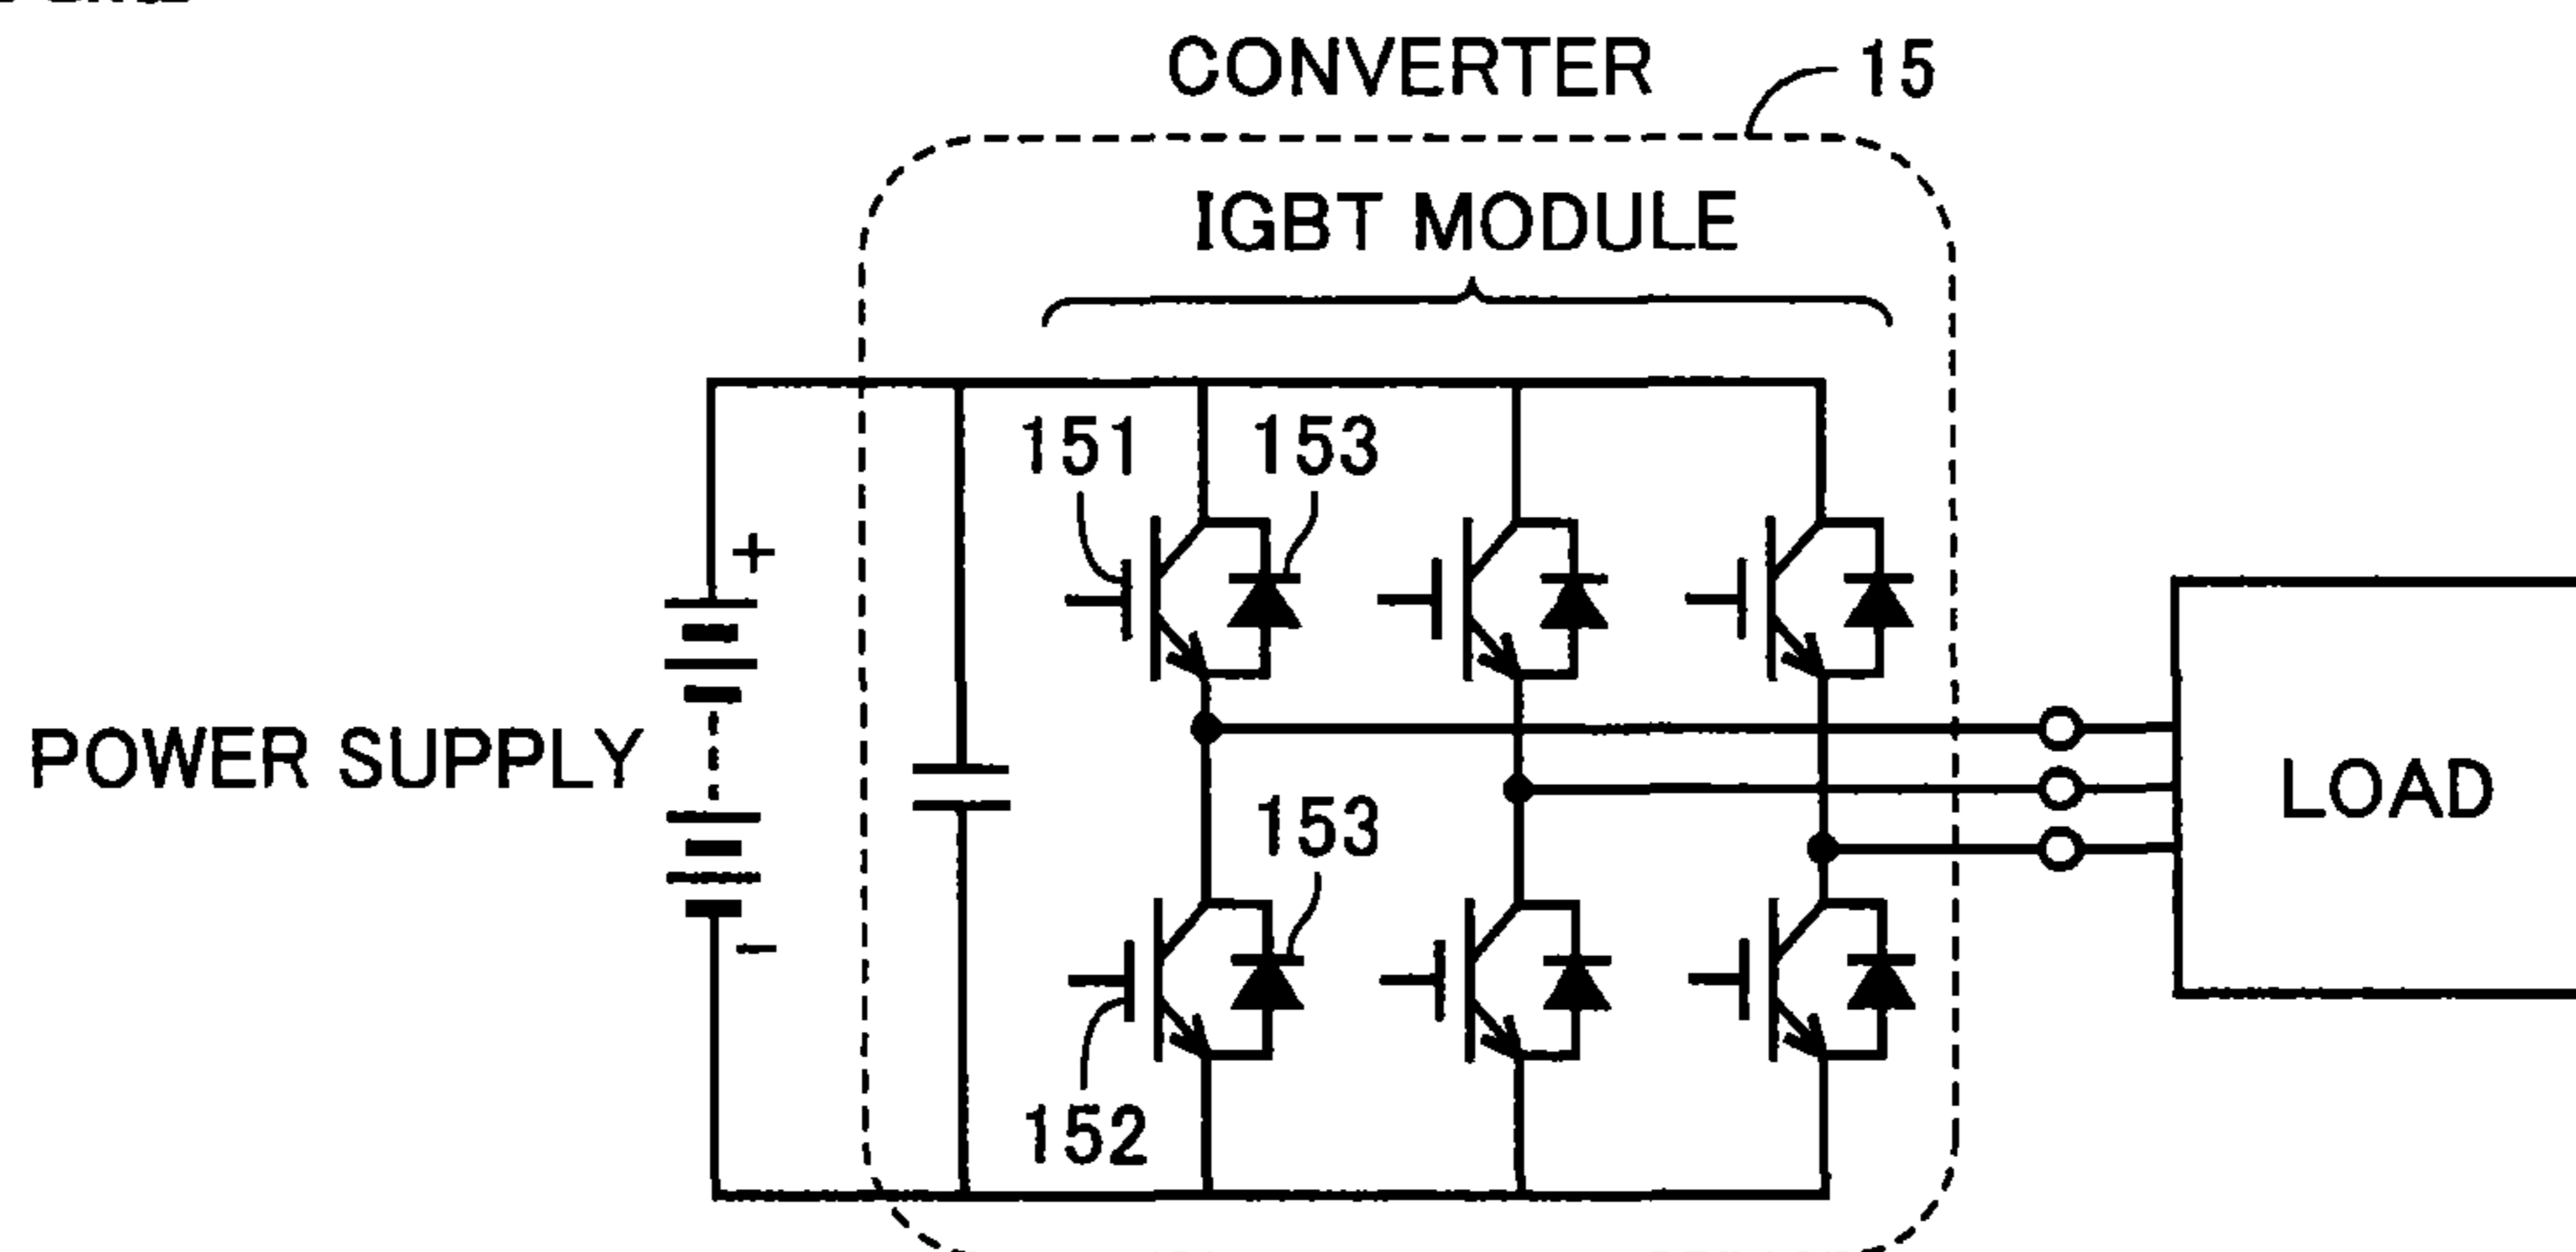 CONVERTER
15
IGBT MODULE
151
153
+
POWER SUPPLY
LOAD
153
−
152